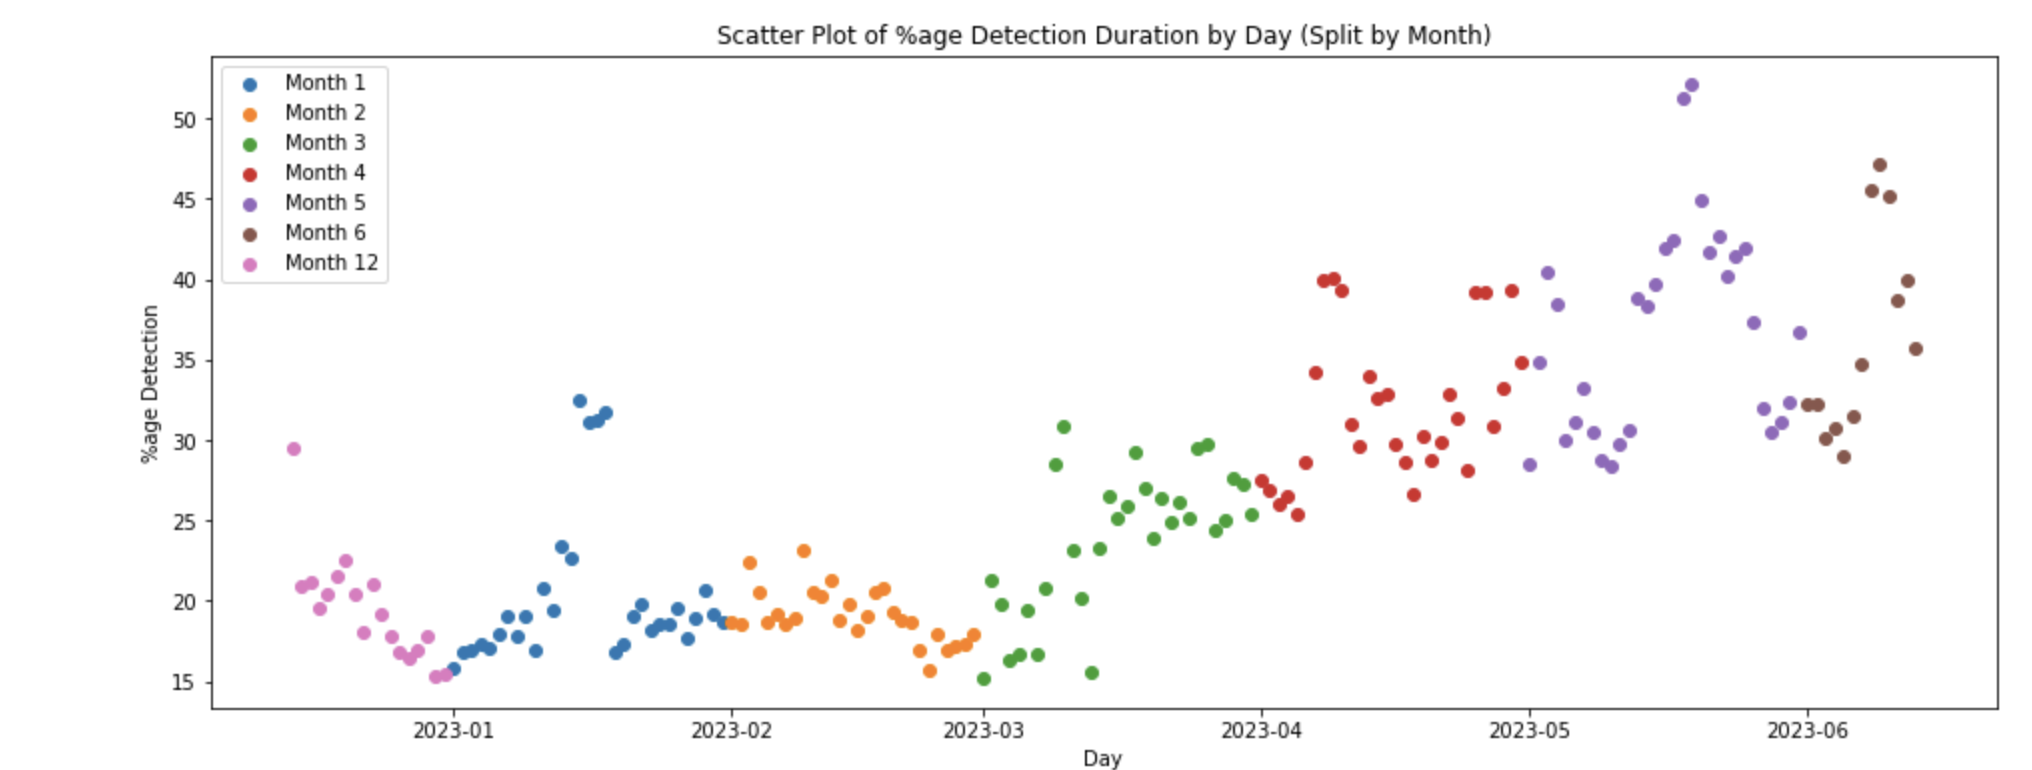 Scatter Plot of %age Detection Duration by Day (Split by Month)
Month 1
Month 2
Month 3
Month 4
Month 5
Month 6
Month 12
%age Detection
50
45
40
35
30
25
20
15
2023-01 2023-02 2023-03 2023-04 2023-05 2023-06
Day